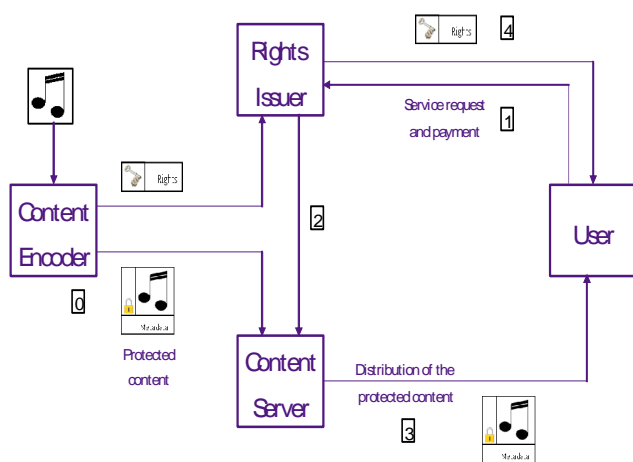 4
Rights
Rights
Issuer
Service request
and payment
1
Rights
Content
Encoder
2
User
0
Metadata
Protected
content
Content
Server
Distribution of the
protected content
3
Metadata